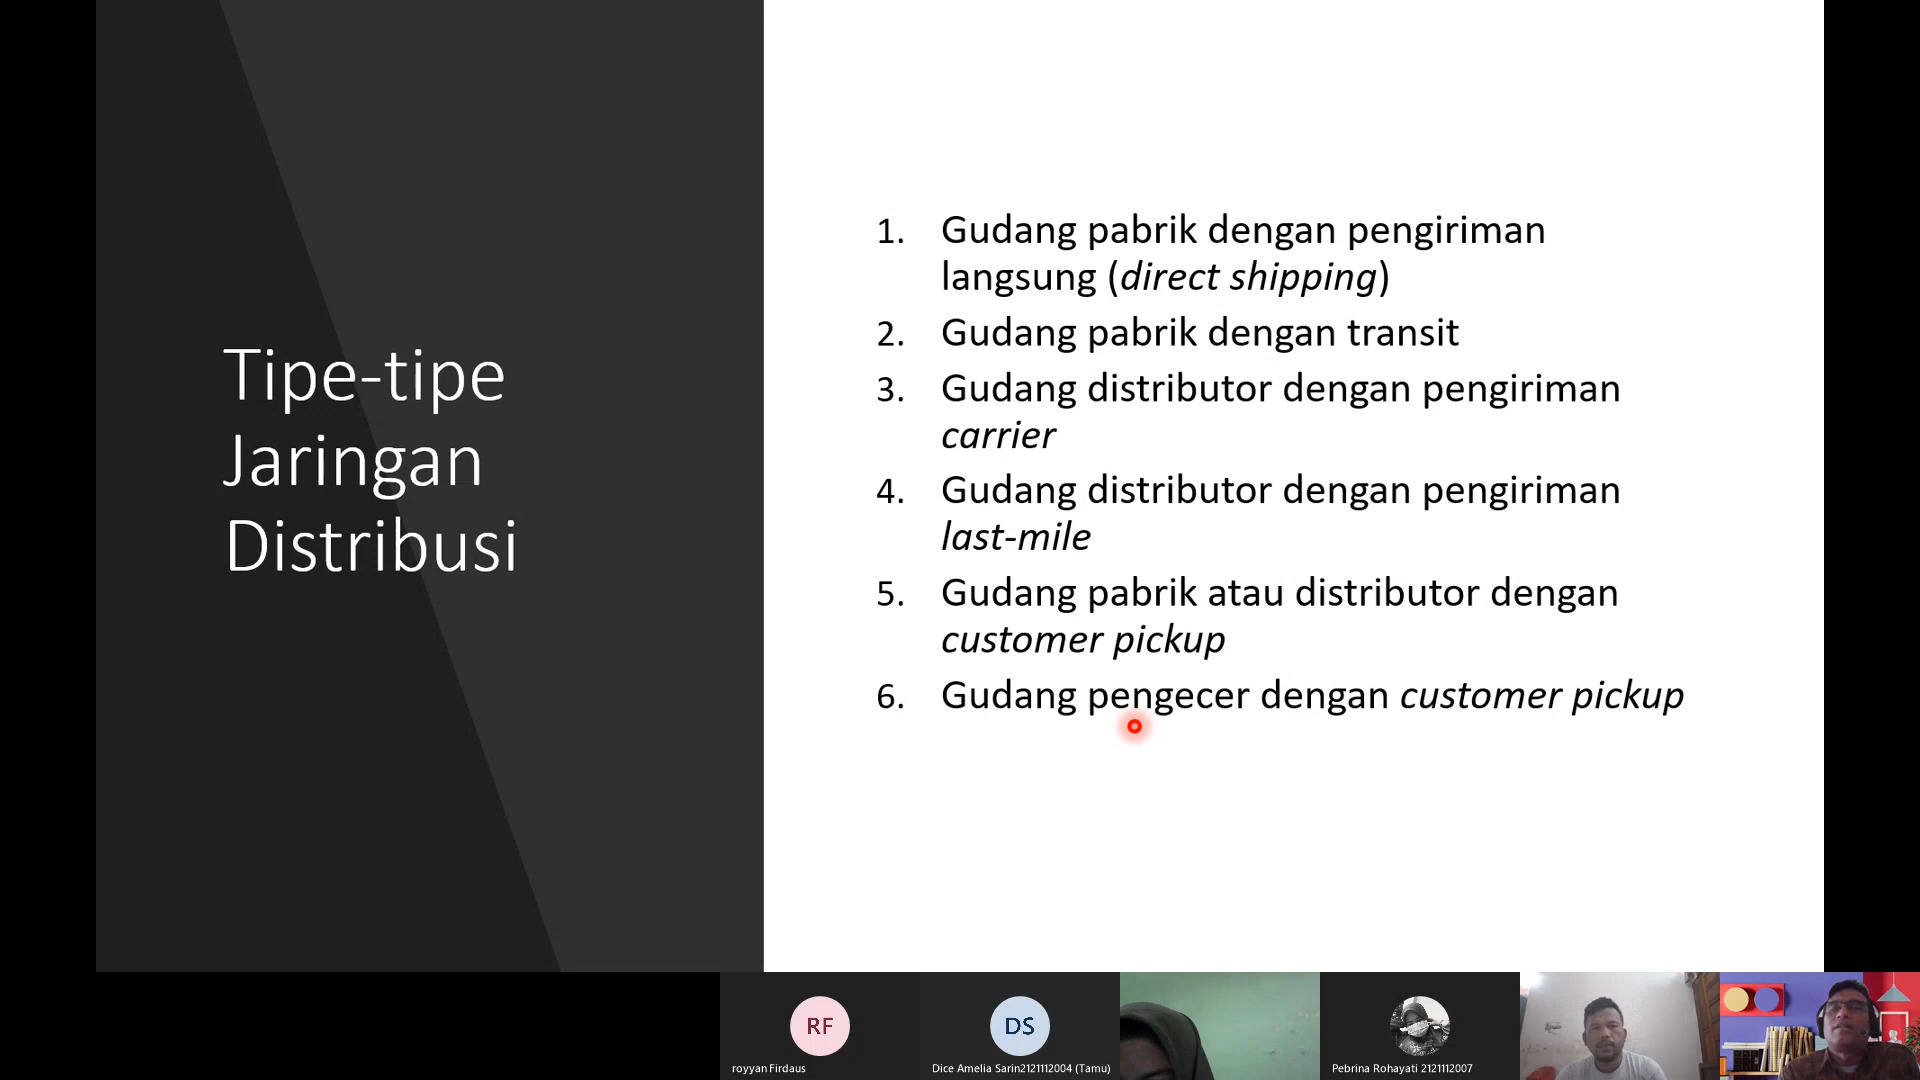 Tipe-tipe
Jaringan
Distribusi
1. Gudang pabrik dengan pengiriman
langsung (direct shipping)
2. Gudang pabrik dengan transit
3. Gudang distributor dengan pengiriman
carrier
4. Gudang distributor dengan pengiriman
last-mile
5. Gudang pabrik atau distributor dengan
customer pickup
6. Gudang pengecer dengan customer pickup
RF
royyan Firdaus
DS
Dice Amelia Sarin2121112004 (Tamu)
Pebrina Rohayati 2121112007